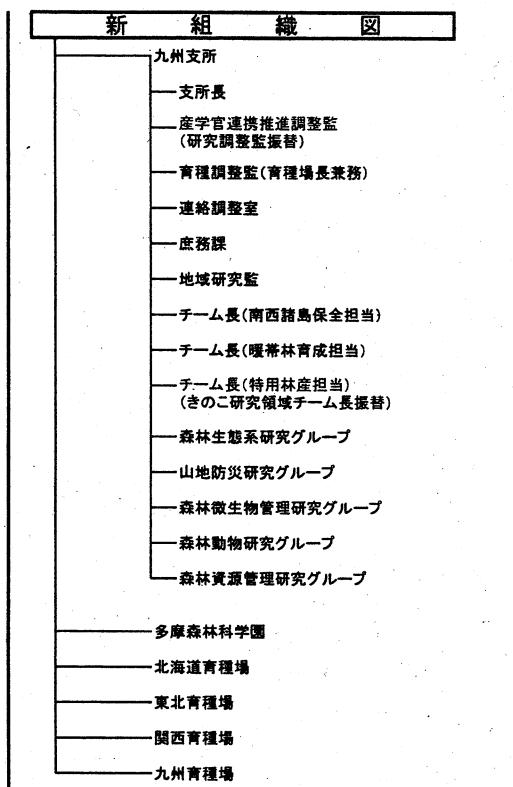 新組織図
九州支所
支所長
産学官連携推進調整監
(研究調整監振替)
育種調整監(育種場長兼務)
連絡調整室
庶務課
地域研究監
チーム長(南西諸島保全担当)
チーム長(暖帯林育成担当)
チーム長(特用林産担当)
(きのこ研究領域チーム長振替)
森林生態系研究グループ
山地防災研究グループ
森林微生物管理研究グループ
森林動物研究グループ
森林資源管理研究グループ
多摩森林科学園
北海道育種場
東北育種場
関西育種場
九州育種場